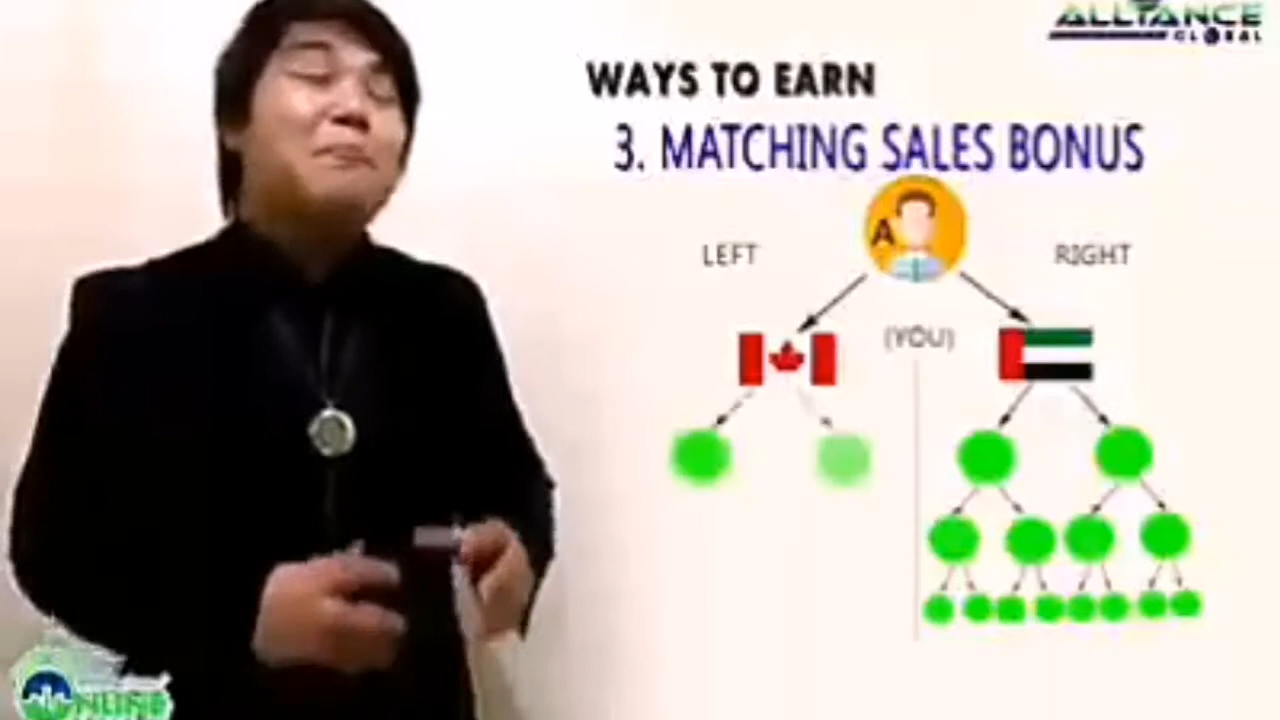 ALLIANCE
GLOBAL
WAYS TO EARN
3. MATCHING SALES BONUS
A
LEFT
RIGHT
(YOU)